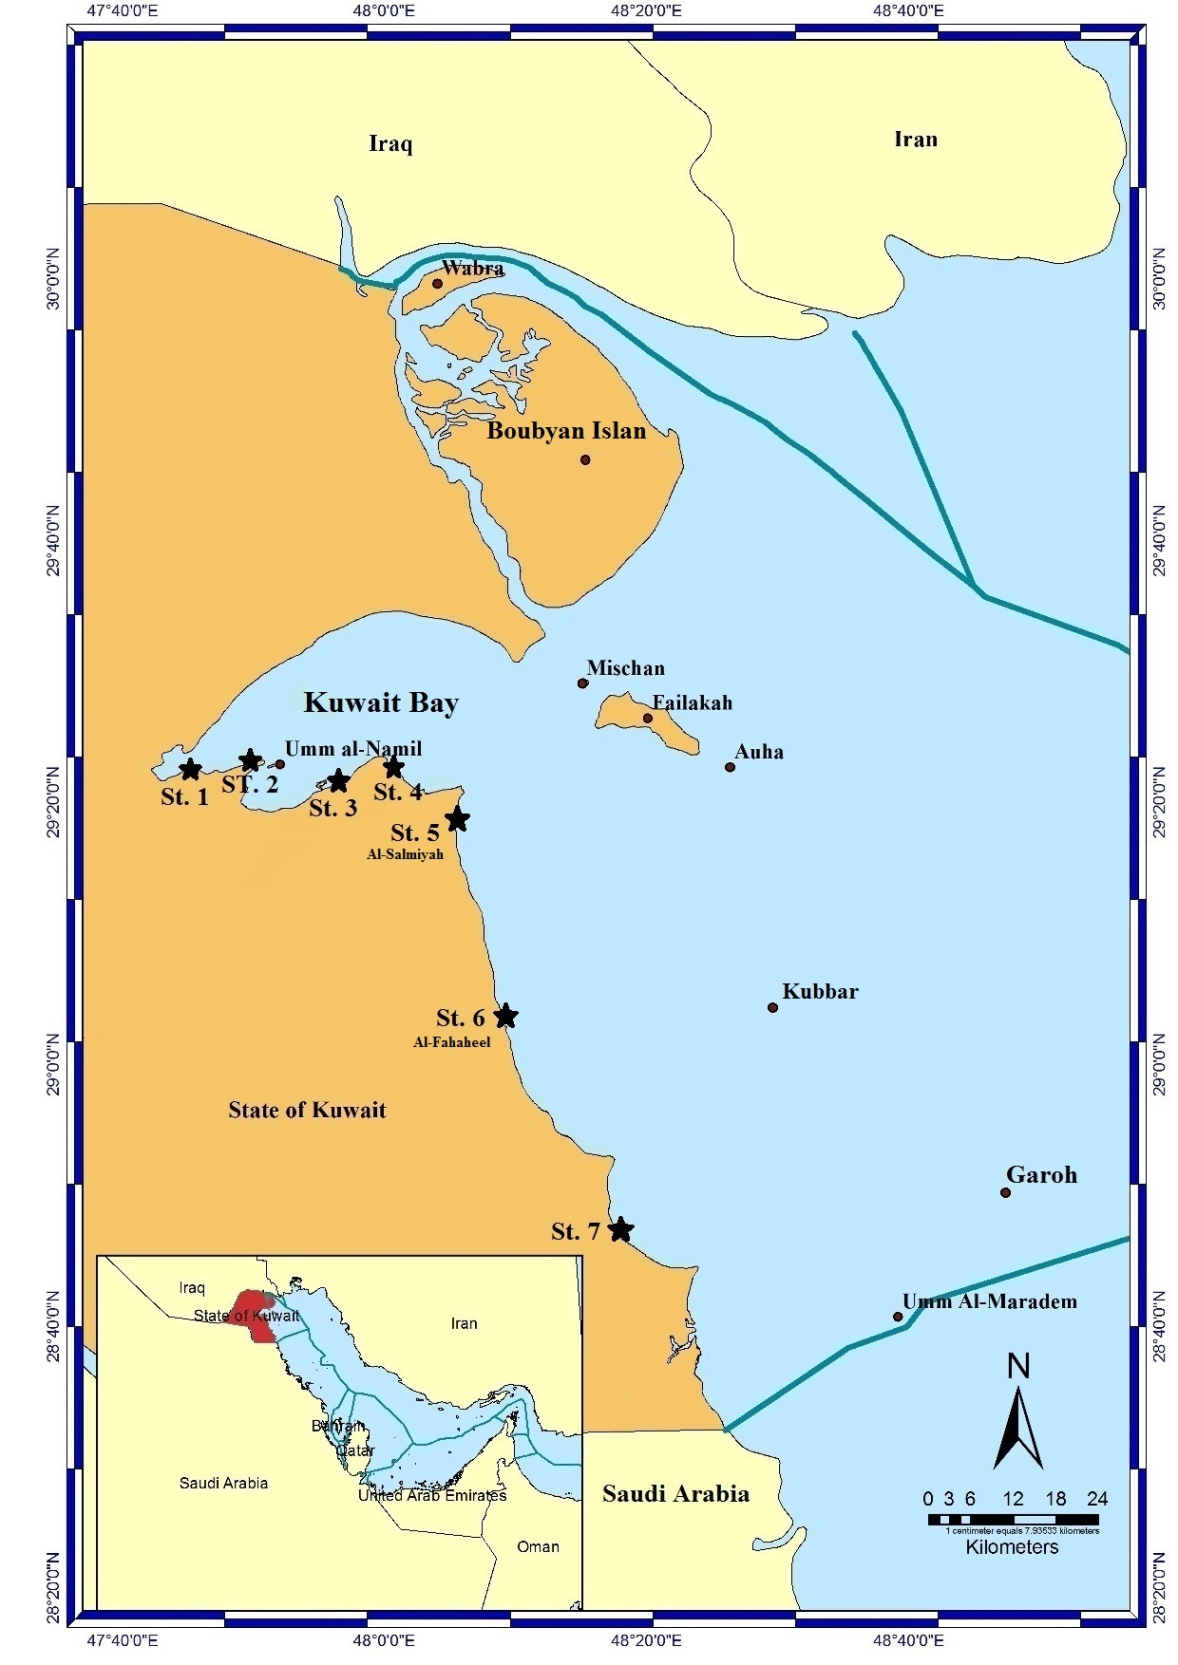 47°40'0"E 48°0'0"E 48°20'0"E 48°40'0"E
Iraq
Iran
30°0'0"N
30°0'0"N
Wabra
Boubyan Islan
29°40'0"N
29°40'0"N
Mischan
Failakah
Kuwait Bay
Umm al-Namil
Auha
St. 1
ST. 2
St. 3
St. 4
29°20'0"N
29°20'0"N
St. 5
Al-Salmiyah
Kubbar
St. 6
Al-Fahaheel
29°0'0"N
29°0'0"N
State of Kuwait
Garoh
St. 7
Umm Al-Maradem
28°40'0"N
28°40'0"N
Iraq
State of Kuwait
Iran
Bahrain
Qatar
Saudi Arabia
United Arab Emirates
Oman
Saudi Arabia
N
0 3 6 12 18 24
1 centimeter equals 7.93533 kilometers
Kilometers
28°20'0"N
28°20'0"N
47°40'0"E 48°0'0"E 48°20'0"E 48°40'0"E